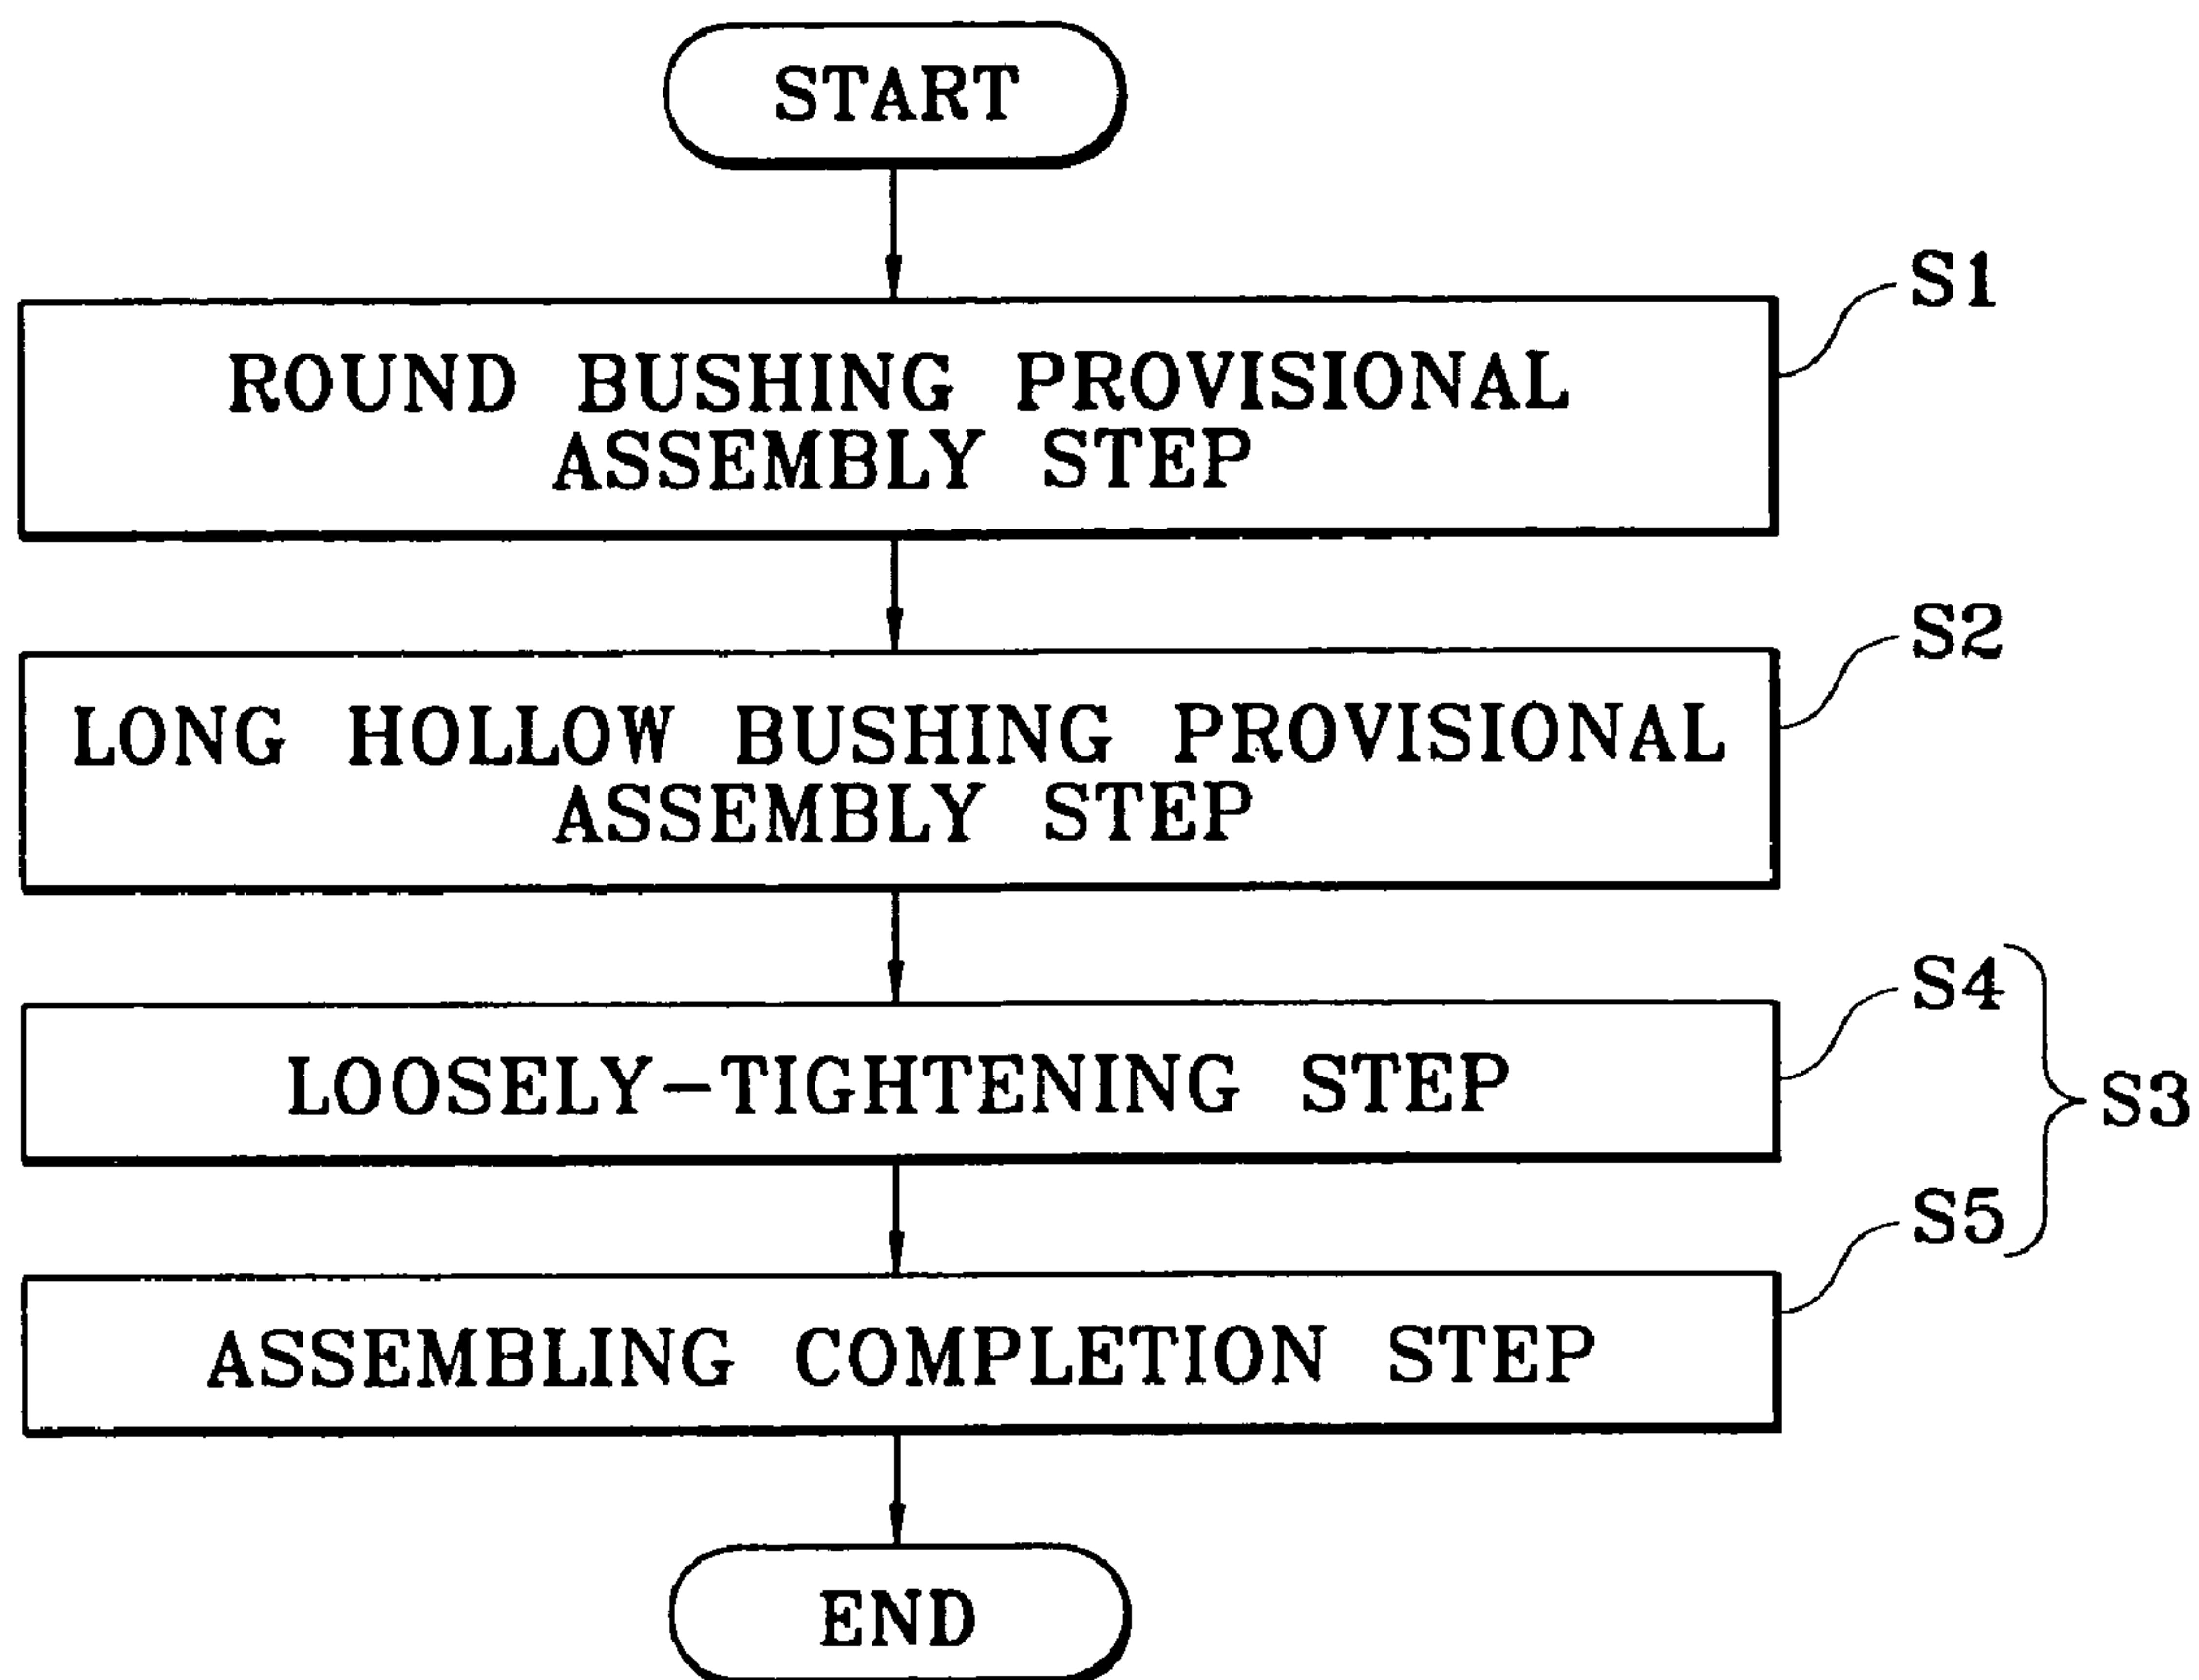 START
S1
ROUND BUSHING PROVISIONAL
ASSEMBLY STEP
S2
LONG HOLLOW BUSHING PROVISIONAL
ASSEMBLY STEP
S4
LOOSELY-TIGHTENING STEP
S3
S5
ASSEMBLING COMPLETION STEP
END